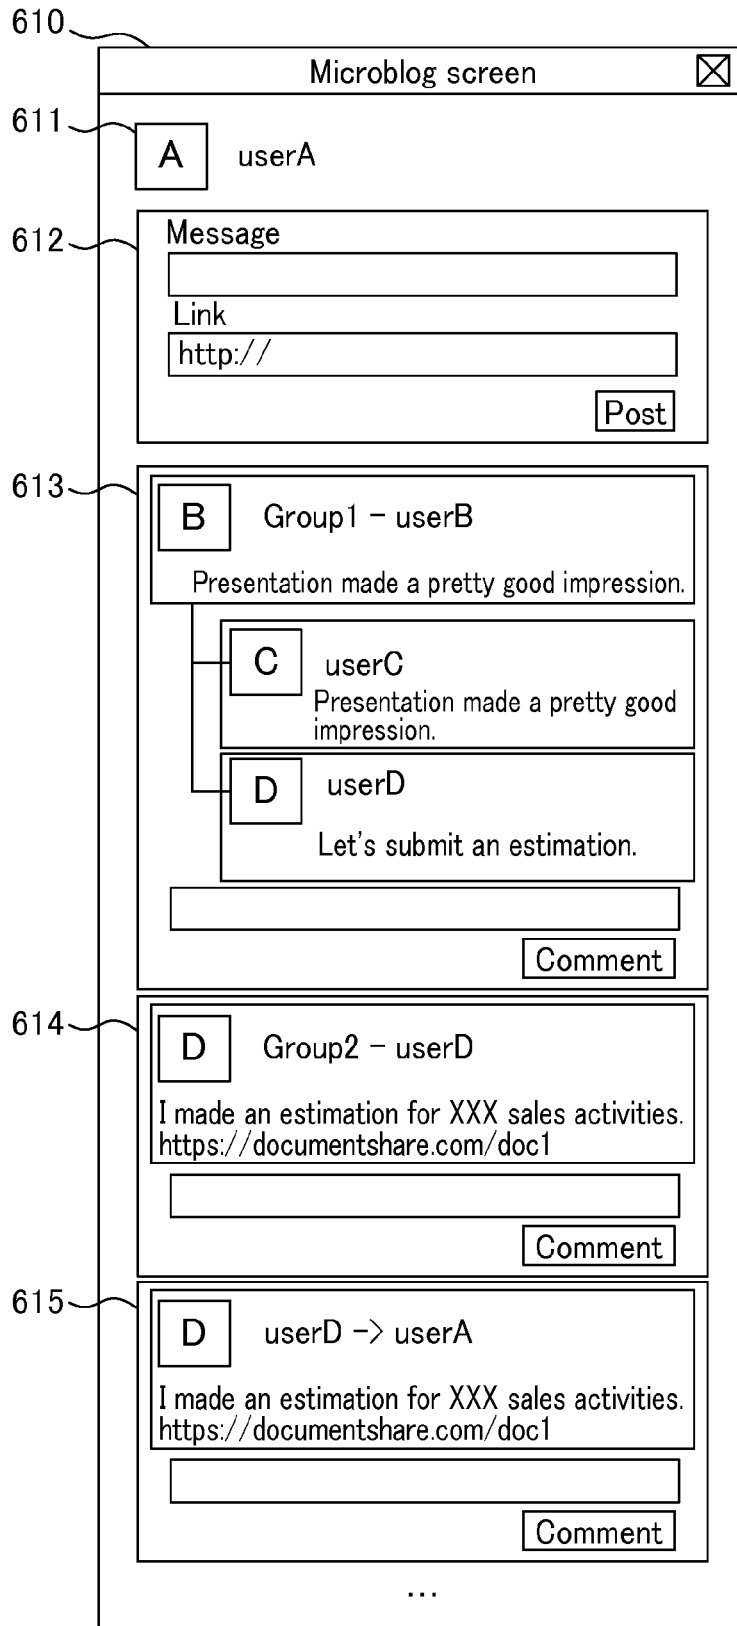 610
Microblog screen
611
A
userA
612
Message
Link
http://
Post
613
B
Group1 - userB
Presentation made a pretty good impression.
C
userC
Presentation made a pretty good
impression.
D
userD
Let's submit an estimation.
Comment
614
D
Group2 - userD
I made an estimation for XXX sales activities.
https://documentshare.com/doc1
Comment
615
D
userD -> userA
I made an estimation for XXX sales activities.
https://documentshare.com/doc1
Comment
...